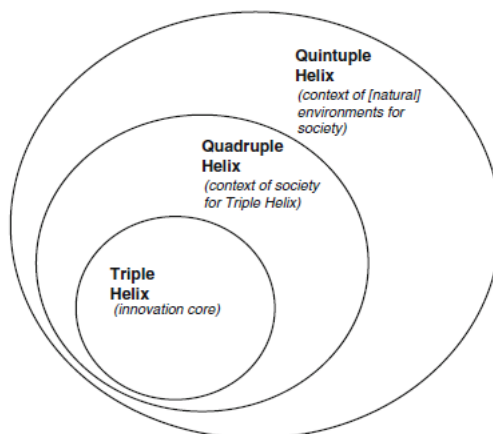 Quintuple
Helix
(context of [natural]
environments for
society)
Quadruple
Helix
(context of society
for Triple Helix)
Triple
Helix
(innovation core)